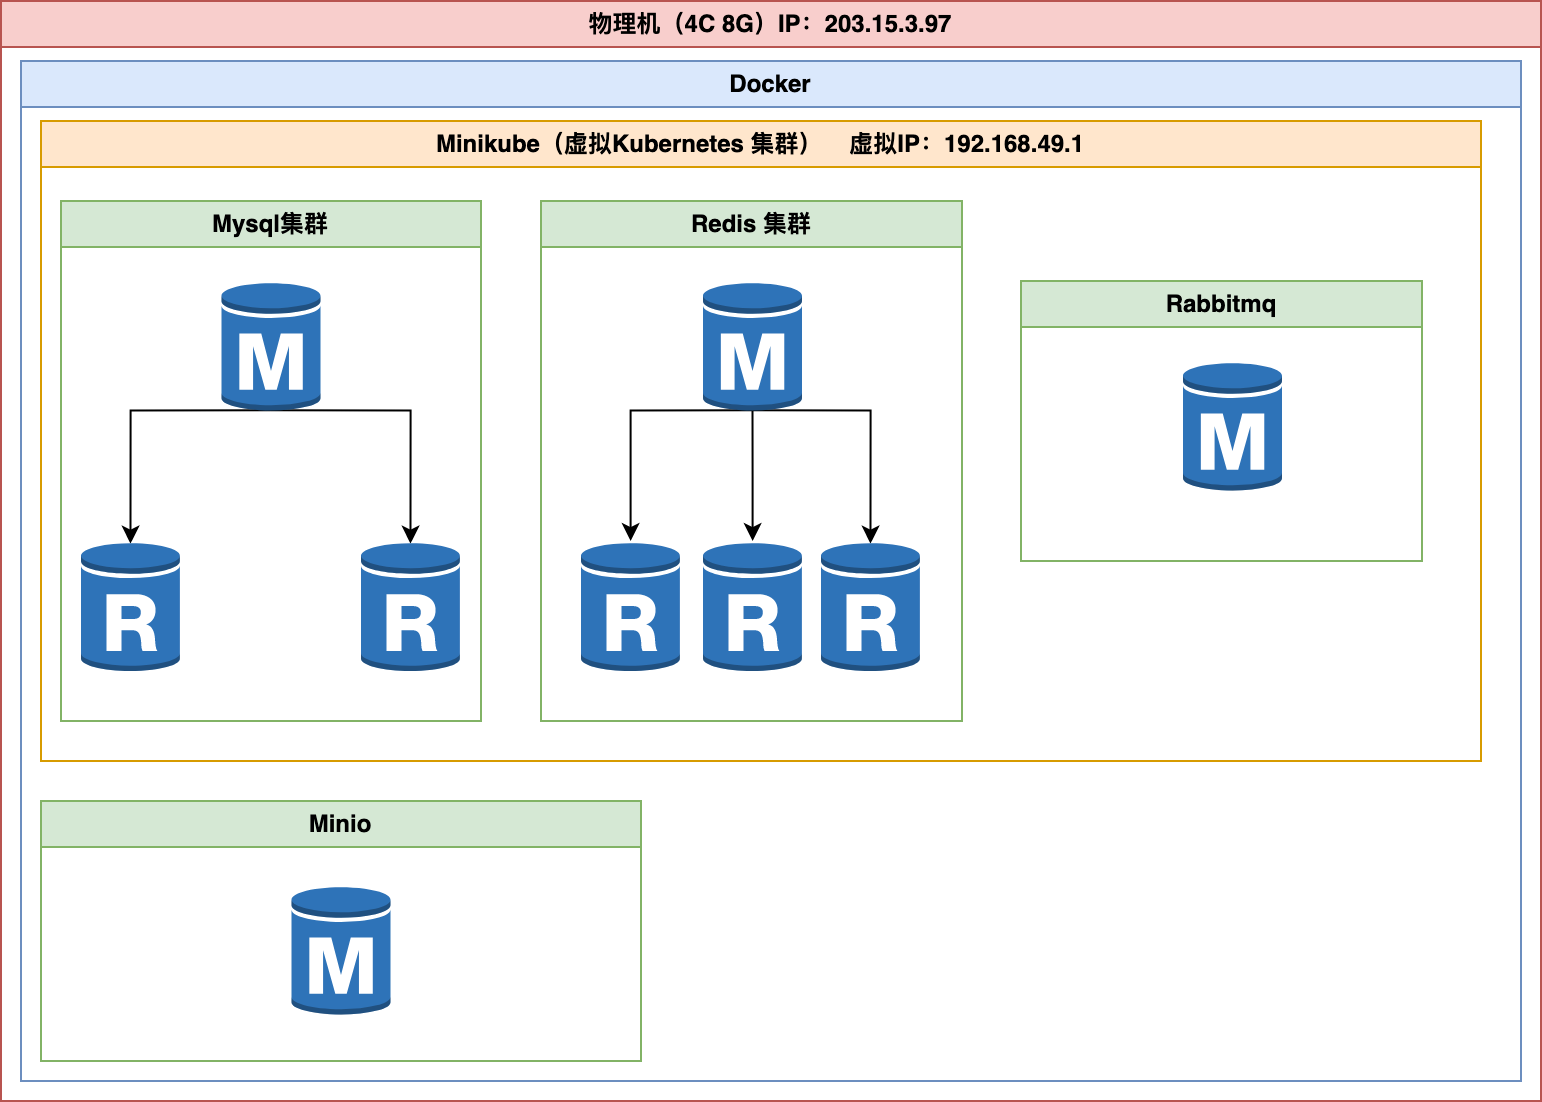 物理机（4C 8G）IP：203.15.3.97
Docker
Minikube（虚拟Kubernetes 集群） 虚拟IP：192.168.49.1
Mysql集群
Redis 集群
Rabbitmq
M
M
M
R
R
R
R
R
Minio
M